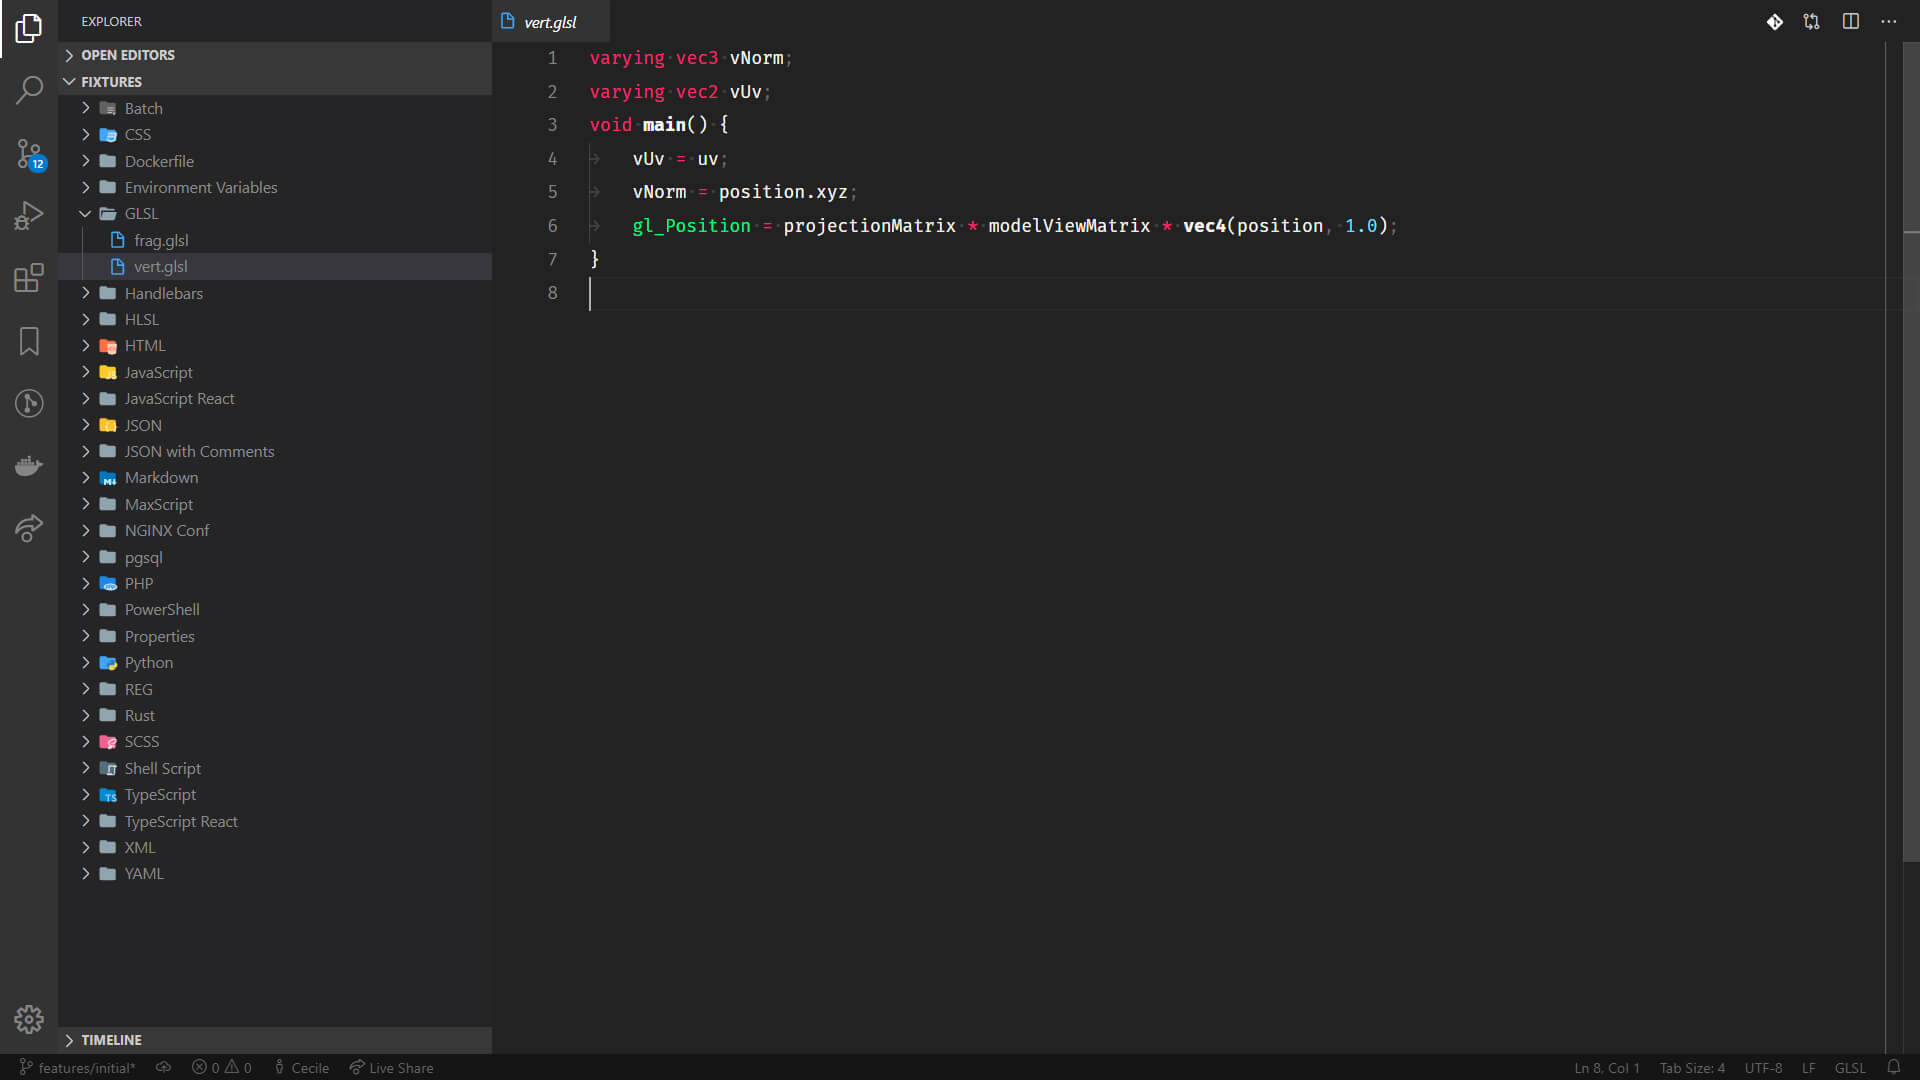 EXPLORER
OPEN EDITORS
FIXTURES
Batch
CSS
Dockerfile
Environment Variables
GLSL
frag.glsl
vert.glsl
Handlebars
HLSL
HTML
JavaScript
JavaScript React
JSON
JSON with Comments
Markdown
MaxScript
NGINX Conf
pgsql
PHP
PowerShell
Properties
Python
REG
Rust
SCSS
Shell Script
TypeScript
TypeScript React
XML
YAML
TIMELINE
12
vert.glsl
1 varying vec3 vNorm;
2 varying vec2 vUv;
3 void main() {
4 vUv = uv;
5 vNorm = position.xyz;
6 gl_Position = projectionMatrix * modelViewMatrix * vec4(position, 1.0);
7 }
8
features/initial* 0 0 Cecile Live Share Ln 8, Col 1 Tab Size: 4 UTF-8 LF GLSL